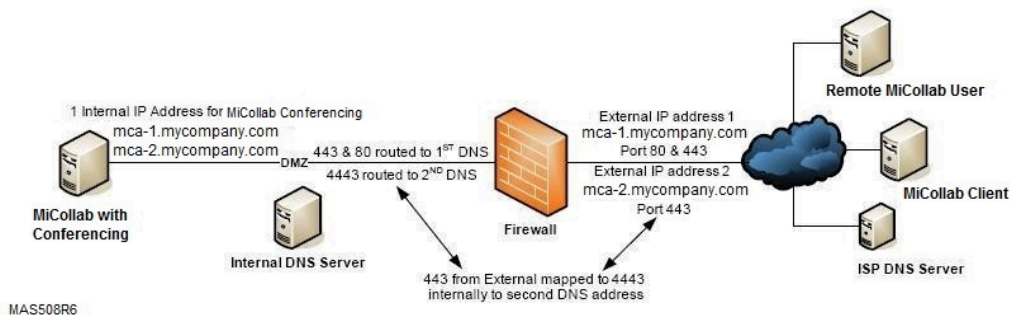 1 Internal IP Address for MiCollab Conferencing
mca-1.mycompany.com
mca-2.mycompany.com
MiCollab with
Conferencing
DMZ
443 & 80 routed to 1ST DNS
4443 routed to 2ND DNS
Internal DNS Server
Firewall
External IP address 1
mca-1.mycompany.com
Port 80 & 443
External IP address 2
mca-2.mycompany.com
Port 443
443 from External mapped to 4443
internally to second DNS address
Remote MiCollab User
MiCollab Client
ISP DNS Server
MAS508R6